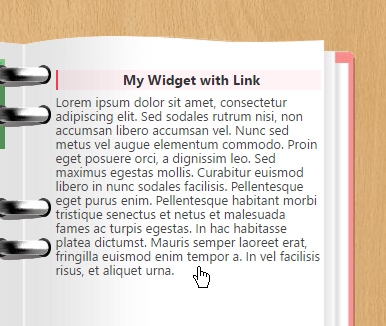 My Widget with Link
Lorem ipsum dolor sit amet, consectetur
adipiscing elit. Sed sodales rutrum nisi, non
accumsan libero accumsan vel. Nunc sed
metus vel augue elementum commodo. Proin
eget posuere orci, a dignissim leo. Sed
maximus egestas mollis. Curabitur euismod
libero in nunc sodales facilisis. Pellentesque
eget purus enim. Pellentesque habitant morbi
tristique senectus et netus et malesuada
fames ac turpis egestas. In hac habitasse
platea dictumst. Mauris semper laoreet erat,
fringilla euismod enim tempor a. In vel facilisis
risus, et aliquet urna.